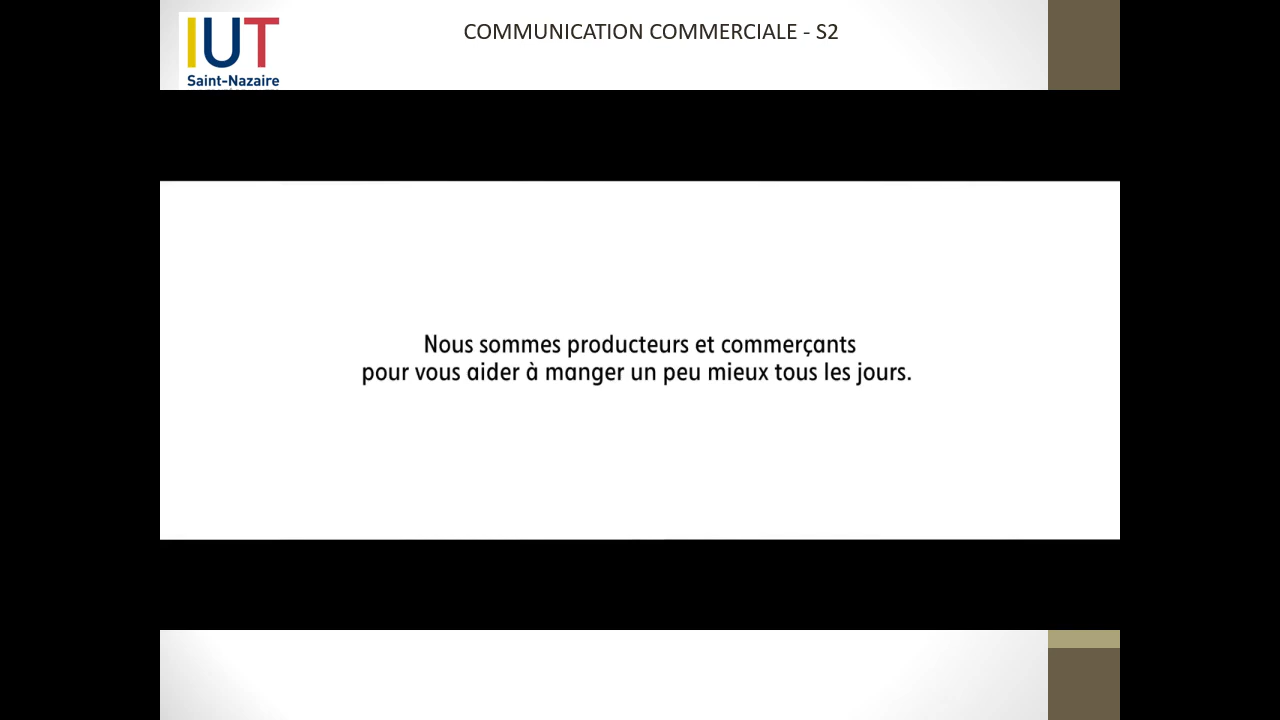 IUT
Saint-Nazaire
COMMUNICATION COMMERCIALE - S2
Nous sommes producteurs et commerçants
pour vous aider à manger un peu mieux tous les jours.